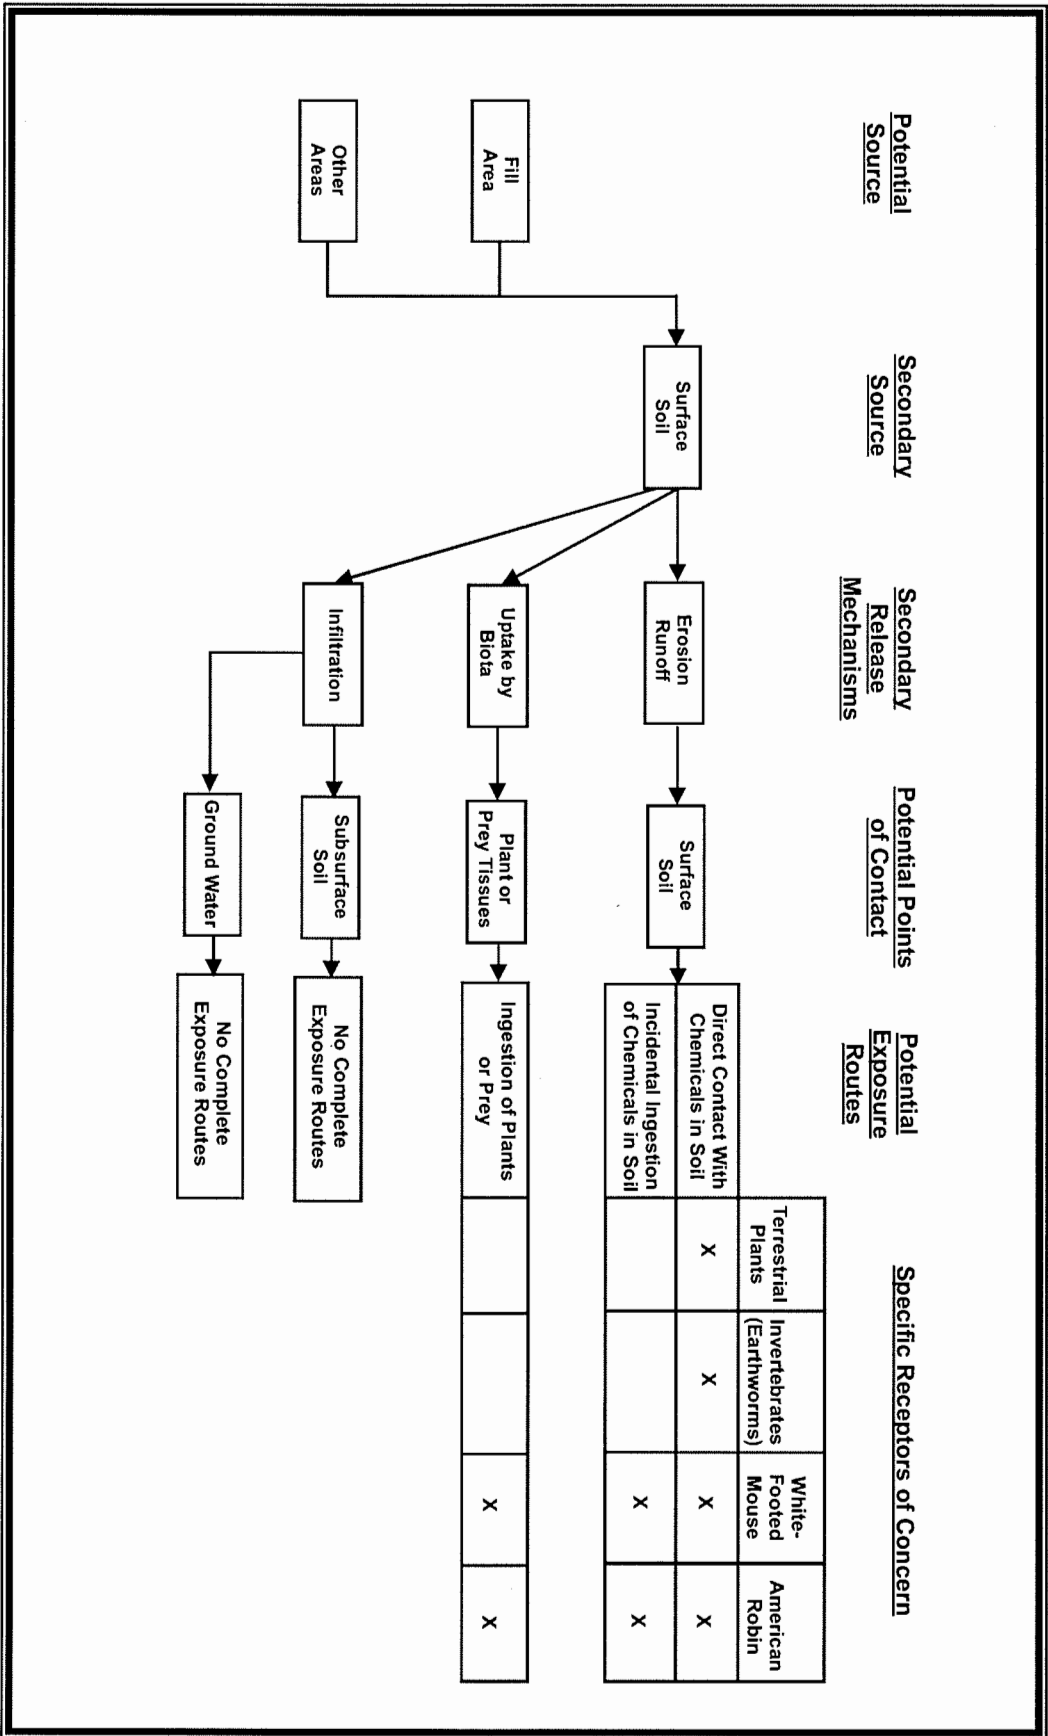 Potential
Source
Secondary
Source
Secondary
Release
Mechanisms
Potential Points
of Contact
Potential
Exposure
Routes
Specific Receptors of Concern
Terrestrial
Plants
Invertebrates
(Earthworms)
White-
Footed
Mouse
American
Robin
Fill
Area
Other
Areas
Surface
Soil
Erosion
Runoff
Surface
Soil
Direct Contact With
Chemicals in Soil
X
X
X
X
Incidental Ingestion
of Chemicals in Soil
X
X
Uptake by
Biota
Plant or
Prey Tissues
Ingestion of Plants
or Prey
X
X
Infiltration
Subsurface
Soil
No Complete
Exposure Routes
Ground Water
No Complete
Exposure Routes